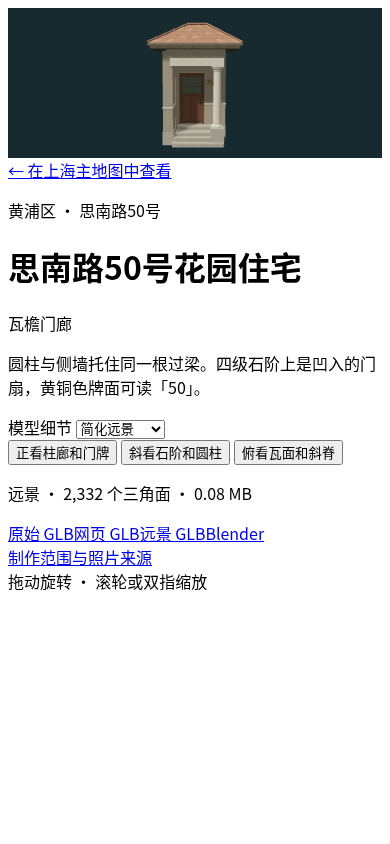 ← 在上海主地图中查看
黄浦区 · 思南路50号
思南路50号花园住宅
瓦檐门廊
圆柱与侧墙托住同一根过梁。四级石阶上是凹入的门
扇，黄铜色牌面可读「50」。
模型细节 简化远景
正看柱廊和门牌 斜看石阶和圆柱 俯看瓦面和斜脊
远景 · 2,332 个三角面 · 0.08 MB
原始 GLB网页 GLB远景 GLBBlender
制作范围与照片来源
拖动旋转 · 滚轮或双指缩放